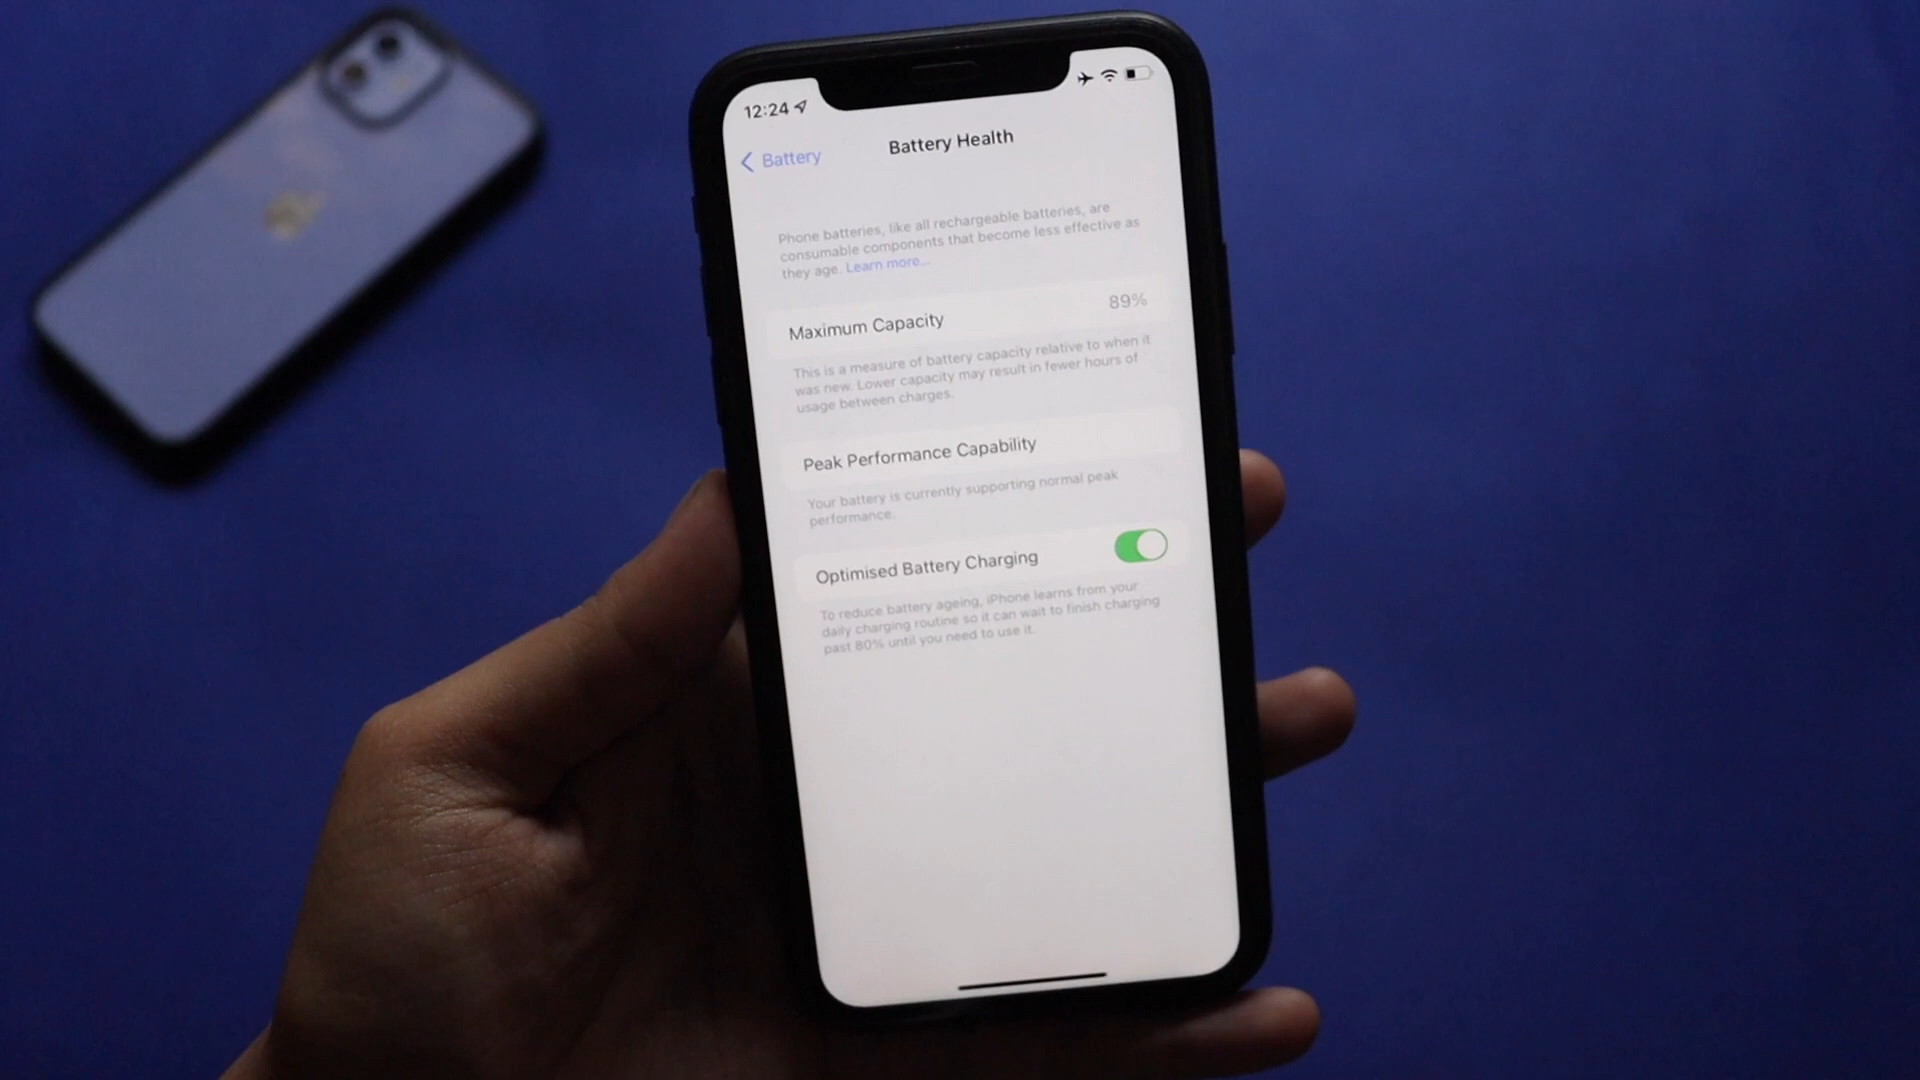 12:24
Battery
Battery Health
Phone batteries, like all rechargeable batteries, are
consumable components that become less effective as
they age. Learn more...
Maximum Capacity
89%
This is a measure of battery capacity relative to when it
was new. Lower capacity may result in fewer hours of
usage between charges.
Peak Performance Capability
Your battery is currently supporting normal peak
performance.
Optimised Battery Charging
To reduce battery ageing, iPhone learns from your
daily charging routine so it can wait to finish charging
past 80% until you need to use it.